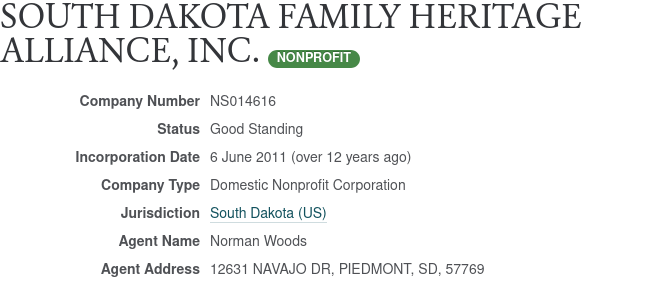 SOUTH DAKOTA FAMILY HERITAGE
ALLIANCE, INC. NONPROFIT
Company Number NS014616
Status Good Standing
Incorporation Date 6 June 2011 (over 12 years ago)
Company Type Domestic Nonprofit Corporation
Jurisdiction South Dakota (US)
Agent Name Norman Woods
Agent Address 12631 NAVAJO DR, PIEDMONT, SD, 57769